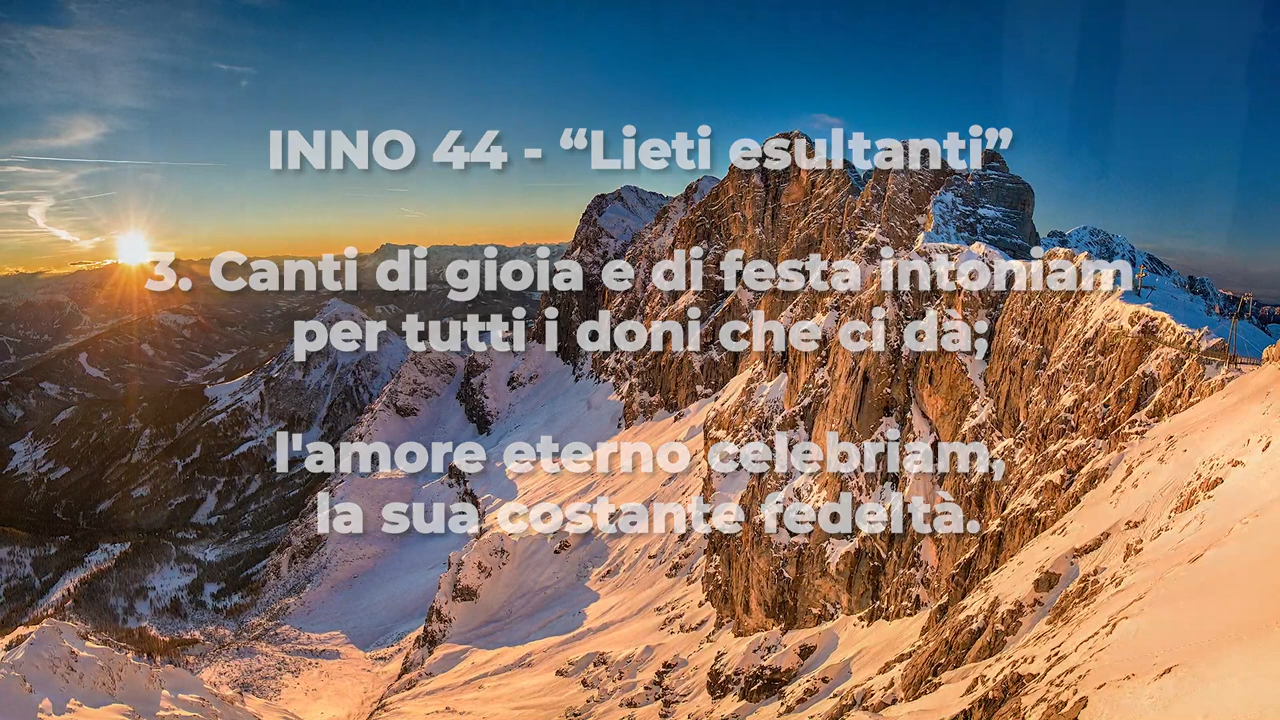 INNO 44 - “Lieti esultanti”
3. Canti di gioia e di festa intoniam
per tutti i doni che ci dà;
l'amore eterno celebriam,
la sua costante fedeltà.